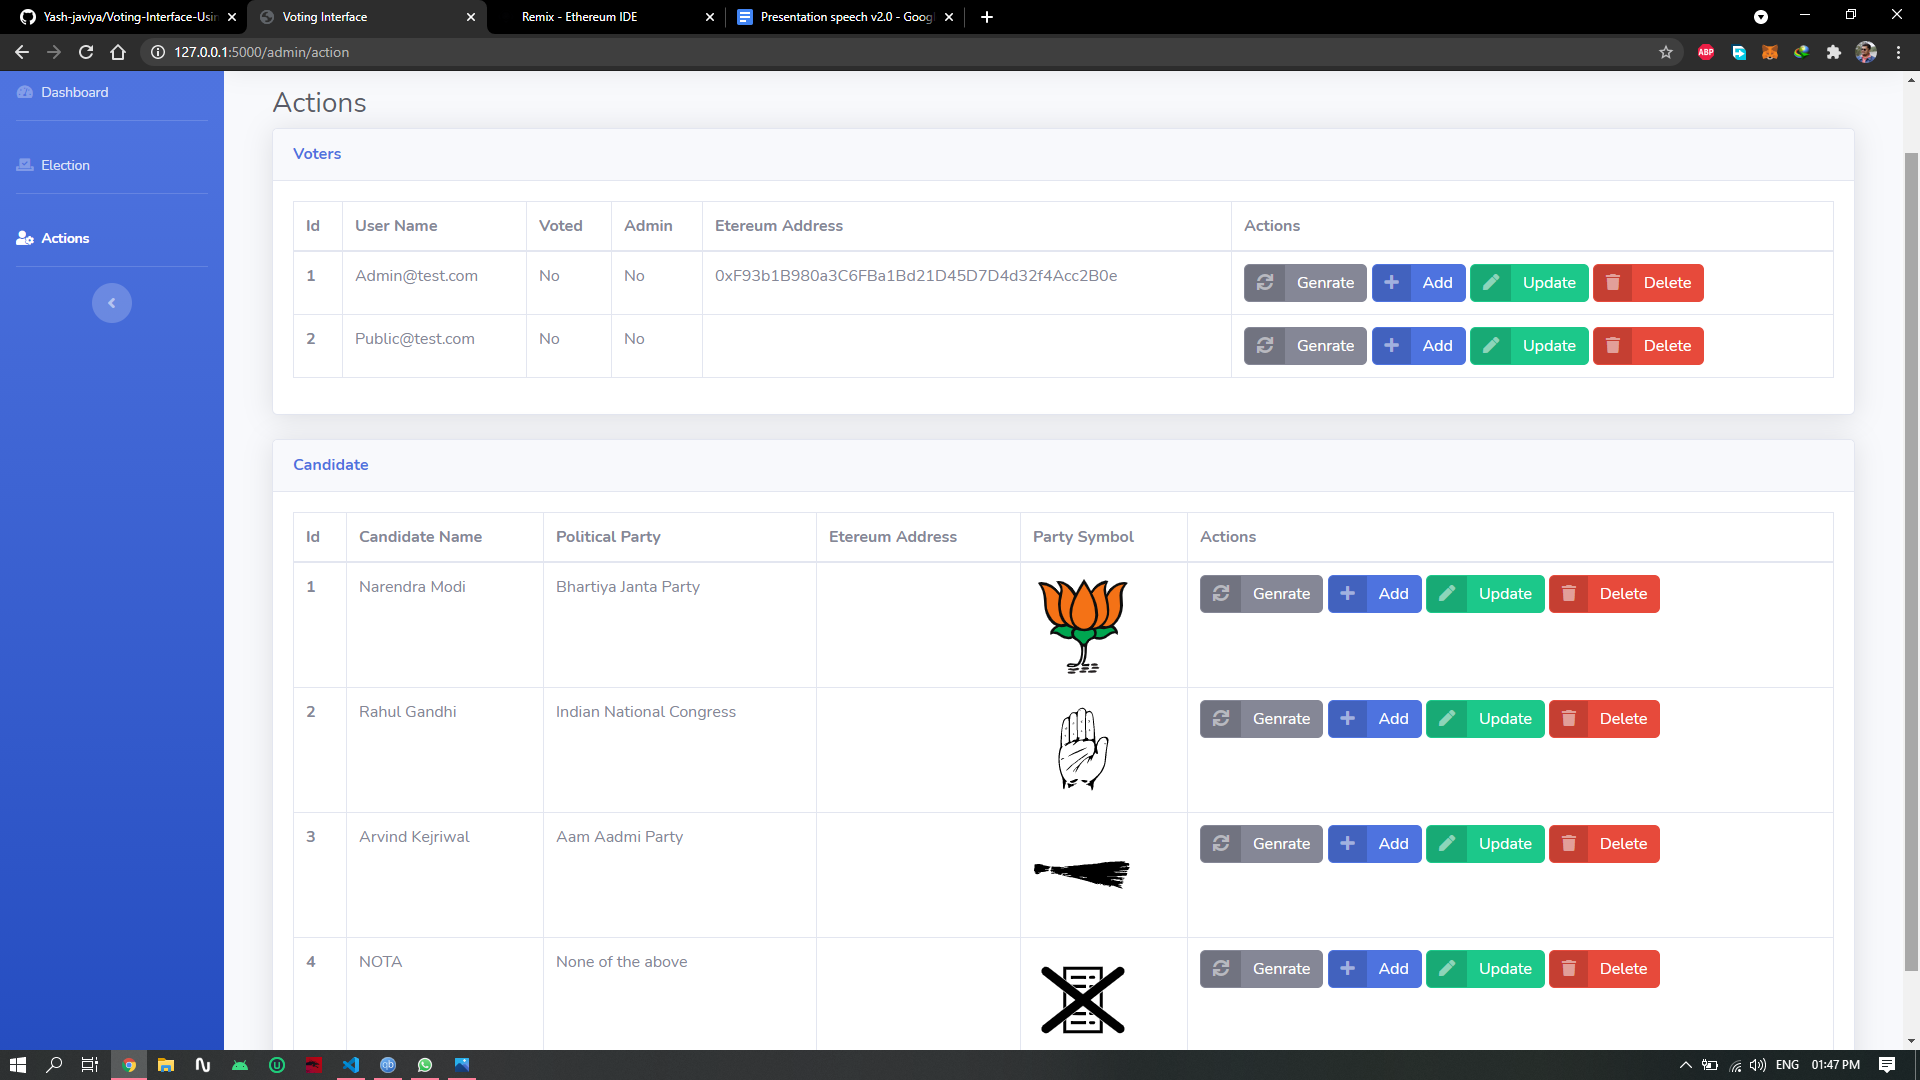 Yash-javiya/Voting-Interface-Usin
Voting Interface
Remix - Ethereum IDE
Presentation speech v2.0 - Goog
127.0.0.1:5000/admin/action
ABP
Dashboard
Election
Actions
Actions
Voters
Id User Name Voted Admin Etereum Address Actions
1 Admin@test.com No No 0xF93b1B980a3C6FBa1Bd21D45D7D4d32f4Acc2B0e Genrate Add Update Delete
2 Public@test.com No No Genrate Add Update Delete
Candidate
Id Candidate Name Political Party Etereum Address Party Symbol Actions
1 Narendra Modi Bhartiya Janta Party Genrate Add Update Delete
2 Rahul Gandhi Indian National Congress Genrate Add Update Delete
3 Arvind Kejriwal Aam Aadmi Party Genrate Add Update Delete
4 NOTA None of the above Genrate Add Update Delete
qb
ENG 01:47 PM